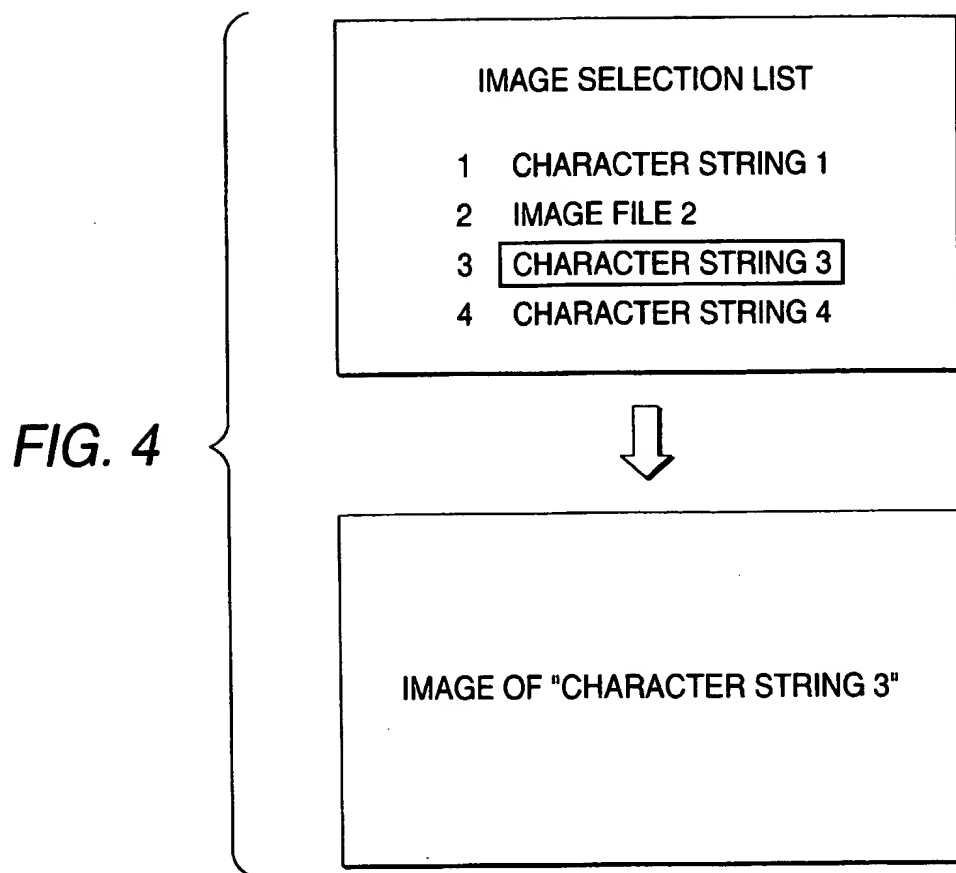 FIG. 4
IMAGE SELECTION LIST
1 CHARACTER STRING 1
2 IMAGE FILE 2
3 CHARACTER STRING 3
4 CHARACTER STRING 4
IMAGE OF "CHARACTER STRING 3"